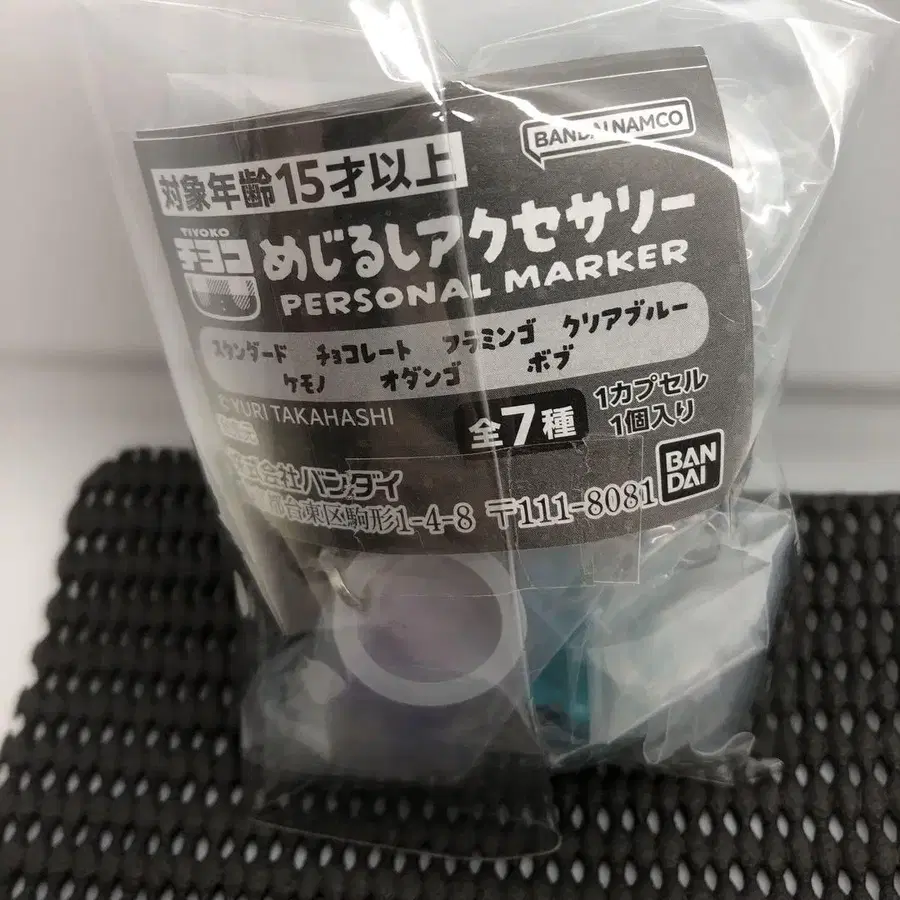 BANDAI NAMCO
対象年齢15才以上
TIYOKO
チヨコ
めじるしアクセサリー
PERSONAL MARKER
スタンダード チョコレート フラミンゴ クリアブルー
ケモノ オダンゴ ボブ
©YURI TAKAHASHI
全7種
1カプセル
1個入り
元
株式会社バンダイ
都台東区駒形1-4-8 〒111-8081
BAN
DAI